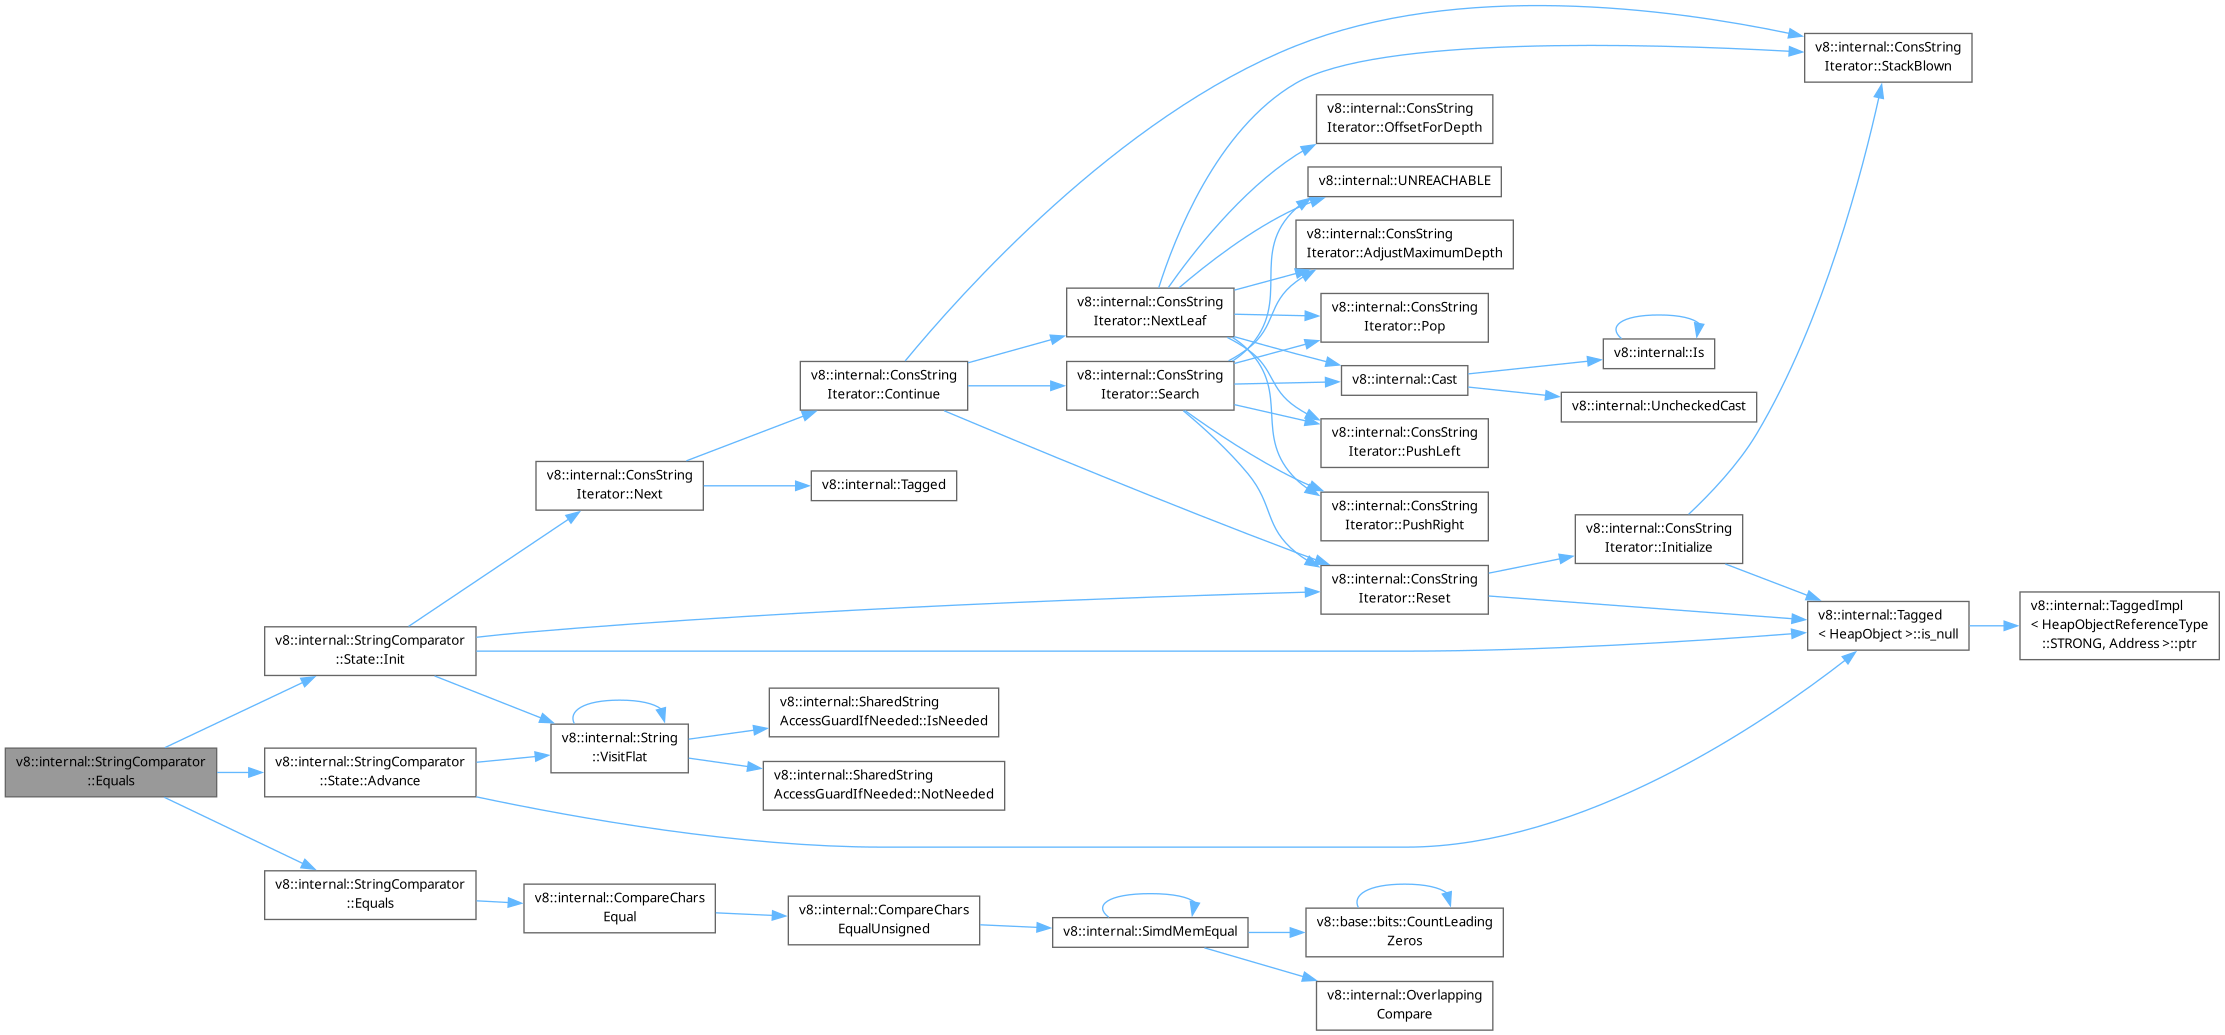 v8::internal::StringComparator
::Equals
v8::internal::StringComparator
::State::Init
v8::internal::StringComparator
::State::Advance
v8::internal::StringComparator
::Equals
v8::internal::ConsString
Iterator::Next
v8::internal::String
::VisitFlat
v8::internal::CompareChars
Equal
v8::internal::ConsString
Iterator::Continue
v8::internal::Tagged
v8::internal::SharedString
AccessGuardIfNeeded::IsNeeded
v8::internal::SharedString
AccessGuardIfNeeded::NotNeeded
v8::internal::CompareChars
EqualUnsigned
v8::internal::ConsString
Iterator::NextLeaf
v8::internal::ConsString
Iterator::Search
v8::internal::SimdMemEqual
v8::internal::ConsString
Iterator::OffsetForDepth
v8::internal::UNREACHABLE
v8::internal::ConsString
Iterator::AdjustMaximumDepth
v8::internal::ConsString
Iterator::Pop
v8::internal::Cast
v8::internal::ConsString
Iterator::PushLeft
v8::internal::ConsString
Iterator::PushRight
v8::internal::ConsString
Iterator::Reset
v8::base::bits::CountLeading
Zeros
v8::internal::Overlapping
Compare
v8::internal::Is
v8::internal::UncheckedCast
v8::internal::ConsString
Iterator::Initialize
v8::internal::ConsString
Iterator::StackBlown
v8::internal::Tagged
< HeapObject >::is_null
v8::internal::TaggedImpl
< HeapObjectReferenceType
::STRONG, Address >::ptr